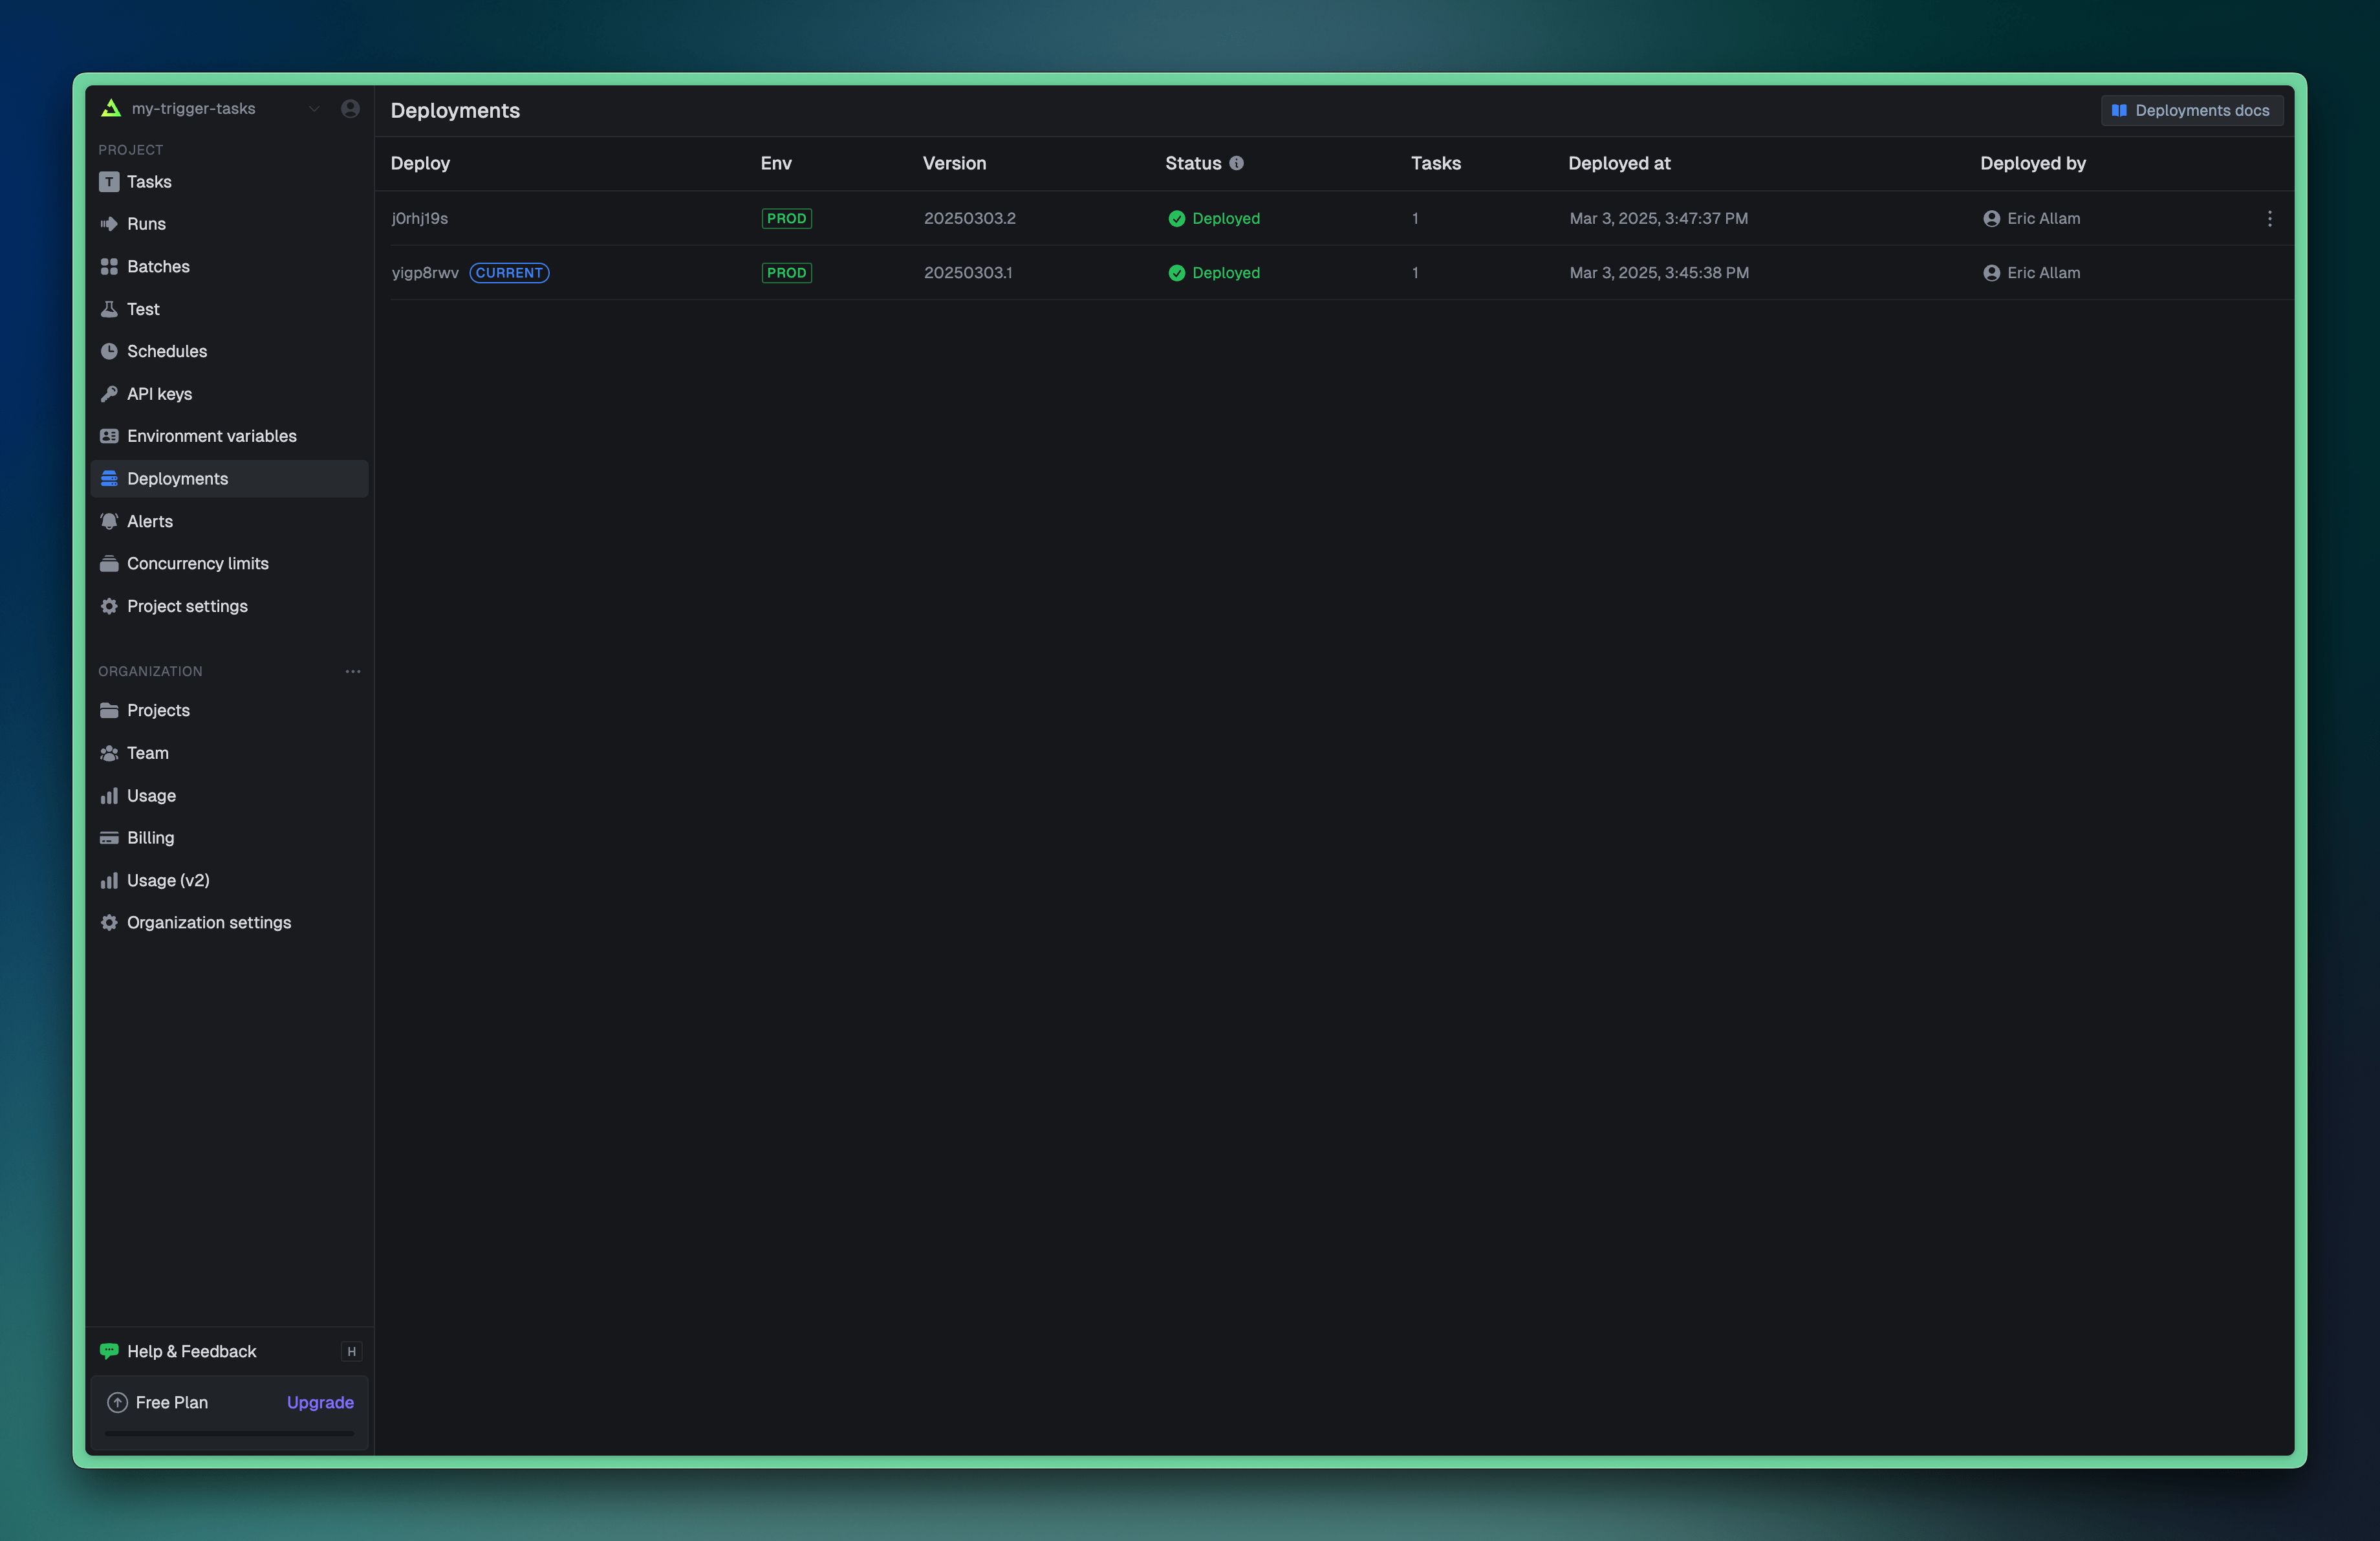 my-trigger-tasks
PROJECT
T Tasks
Runs
Batches
Test
Schedules
API keys
Environment variables
Deployments
Alerts
Concurrency limits
Project settings
ORGANIZATION
Projects
Team
Usage
Billing
Usage (v2)
Organization settings
Help & Feedback H
Free Plan Upgrade
Deployments Deployments docs
Deploy Env Version Status Tasks Deployed at Deployed by
j0rhj19s PROD 20250303.2 Deployed 1 Mar 3, 2025, 3:47:37 PM Eric Allam
yigp8rwv CURRENT PROD 20250303.1 Deployed 1 Mar 3, 2025, 3:45:38 PM Eric Allam